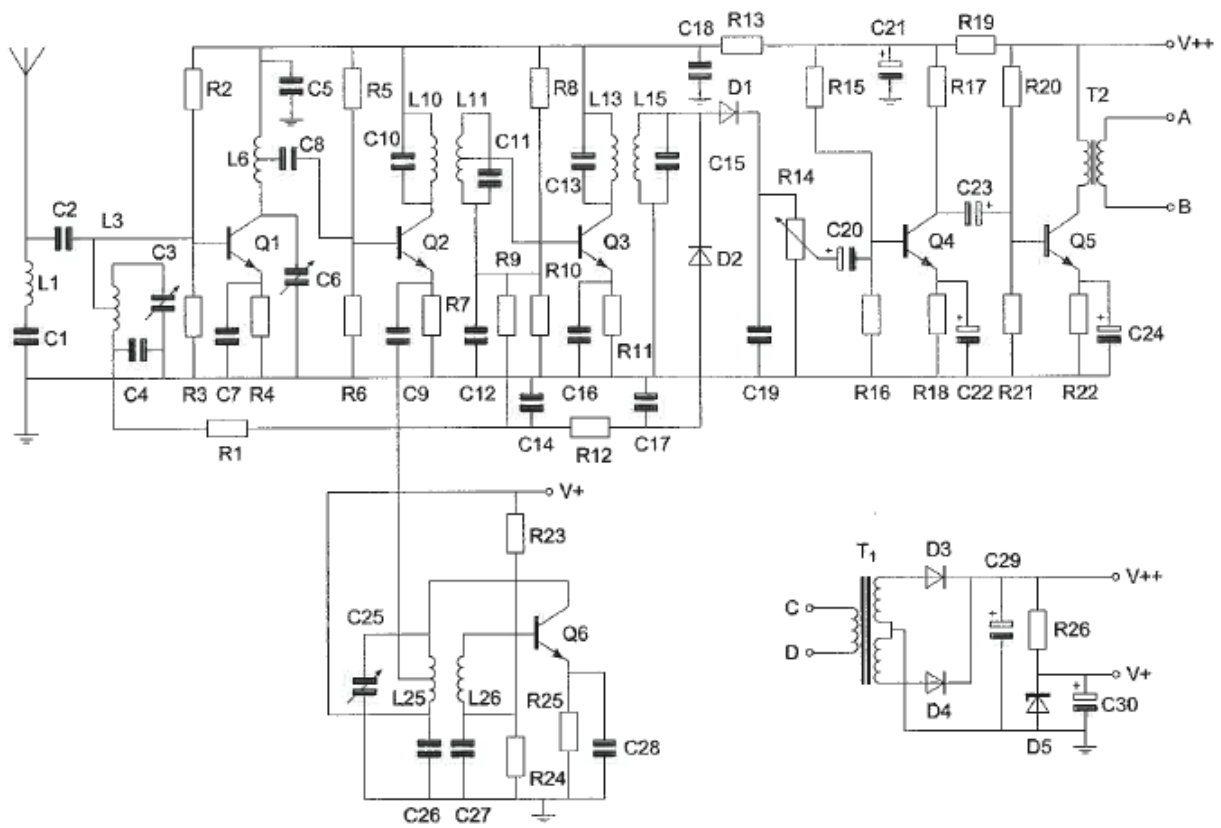 C18
R13
C21
R19
V++
R2
C5
R5
L10
L11
R8
L13
L15
D1
R15
R17
R20
T2
C8
C10
C11
A
L6
C13
C15
R14
C23
C2
L3
B
C3
Q1
Q2
Q3
C20
Q4
Q5
C6
R9
R10
D2
L1
R7
C1
R11
C24
C4
R3
C7
R4
R6
C9
C12
C16
C19
R16
R18
C22
R21
R22
R1
C14
R12
C17
V+
R23
T1
D3
C29
V++
C25
C
Q6
R26
D
L25
L26
R25
V+
D4
C30
C28
D5
R24
C26
C27